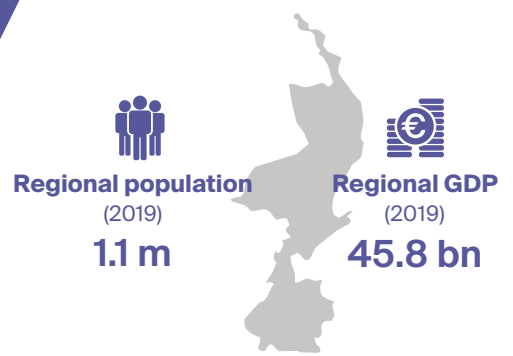 Regional population
(2019)
1.1 m
€
Regional GDP
(2019)
45.8 bn